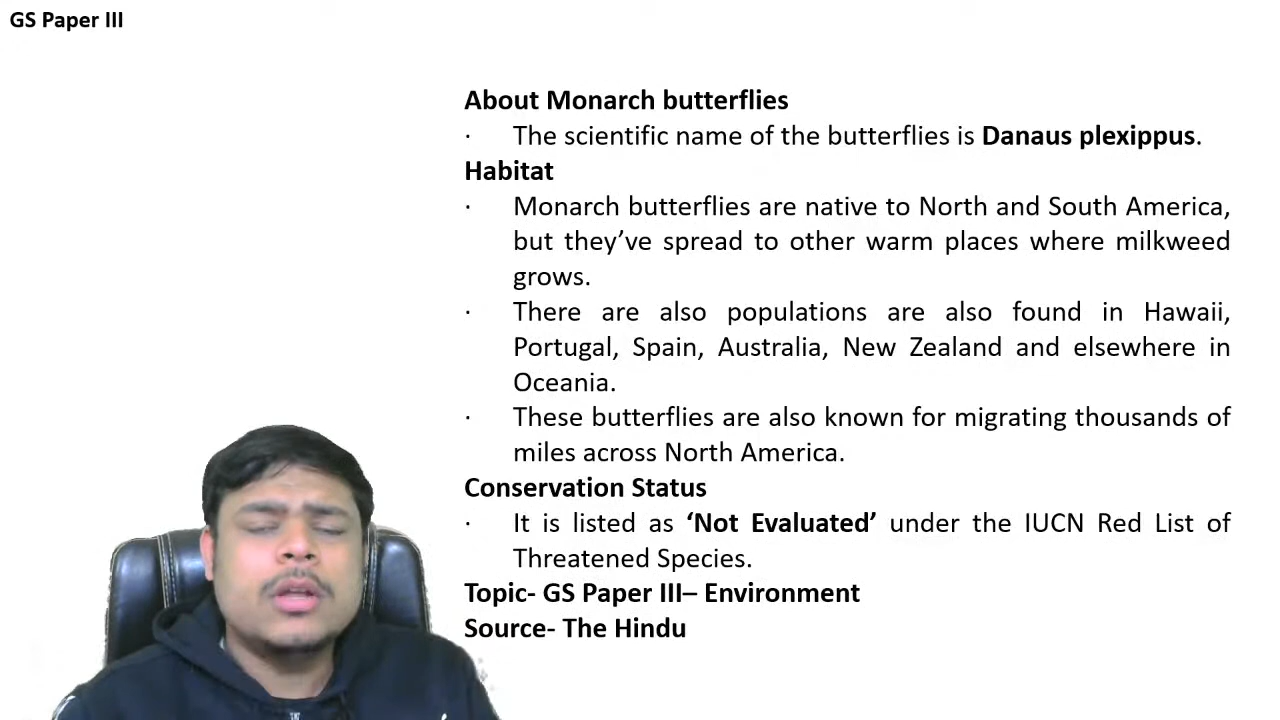 GS Paper III
About Monarch butterflies
· The scientific name of the butterflies is Danaus plexippus.
Habitat
· Monarch butterflies are native to North and South America,
but they’ve spread to other warm places where milkweed
grows.
· There are also populations are also found in Hawaii,
Portugal, Spain, Australia, New Zealand and elsewhere in
Oceania.
· These butterflies are also known for migrating thousands of
miles across North America.
Conservation Status
· It is listed as ‘Not Evaluated’ under the IUCN Red List of
Threatened Species.
Topic- GS Paper III– Environment
Source- The Hindu